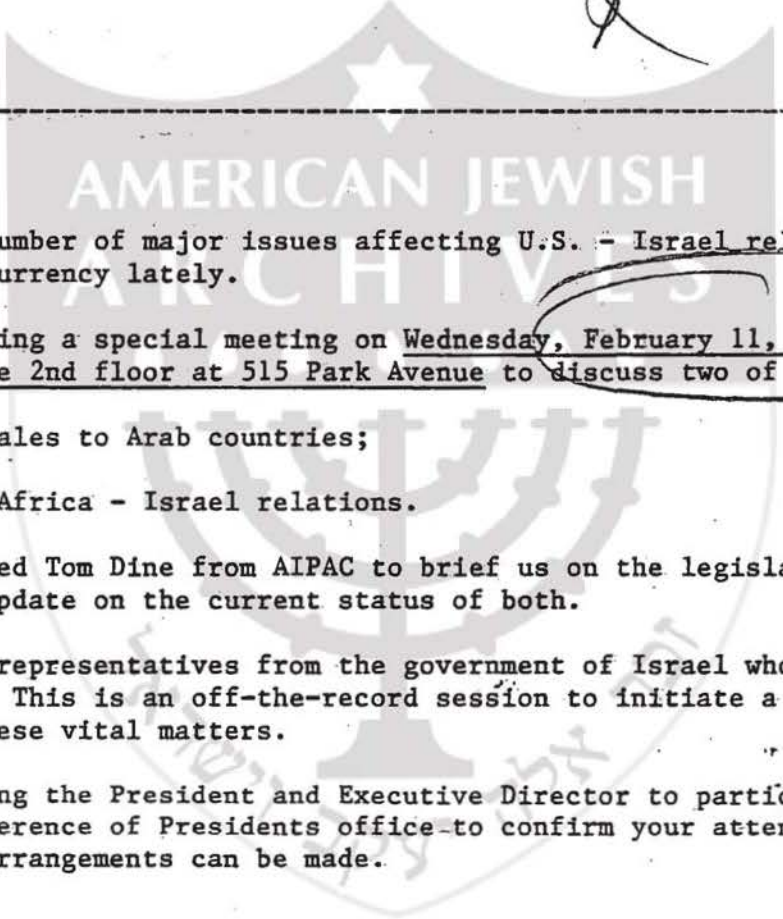 AMERICAN JEWISH
ARCHIVES
umber of major issues affecting U.S. - Israel rel
urrency lately.
ing a special meeting on Wednesday, February 11,
e 2nd floor at 515 Park Avenue to discuss two of
ales to Arab countries;
Africa - Israel relations.
ed Tom Dine from AIPAC to brief us on the legisla
pdate on the current status of both.
representatives from the government of Israel who
This is an off-the-record session to initiate a
ese vital matters.
ng the President and Executive Director to partic
erence of Presidents office to confirm your atten
rrangements can be made.